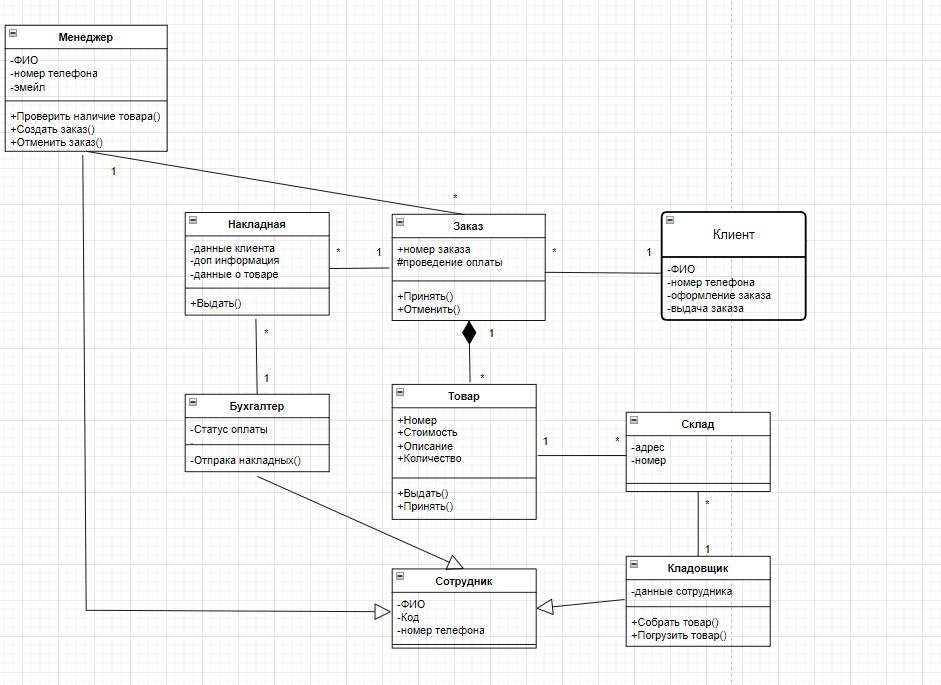 Менеджер
-ФИО
-номер телефона
-эмейл
+Проверить наличие товара()
+Создать заказ()
+Отменить заказ()
1
*
Накладная
-данные клиента
-доп информация
-данные о товаре
+Выдать()
*
1
Заказ
+номер заказа
#проведение оплаты
+Принять()
+Отменить()
*
1
Клиент
-ФИО
-номер телефона
-оформление заказа
-выдача заказа
*
1
1
*
Бухгалтер
-Статус оплаты
-Отпрака накладных()
Товар
+Номер
+Стоимость
+Описание
+Количество
+Выдать()
+Принять()
1
*
Склад
-адрес
-номер
*
1
Сотрудник
-ФИО
-Код
-номер телефона
Кладовщик
-данные сотрудника
+Собрать товар()
+Погрузить товар()